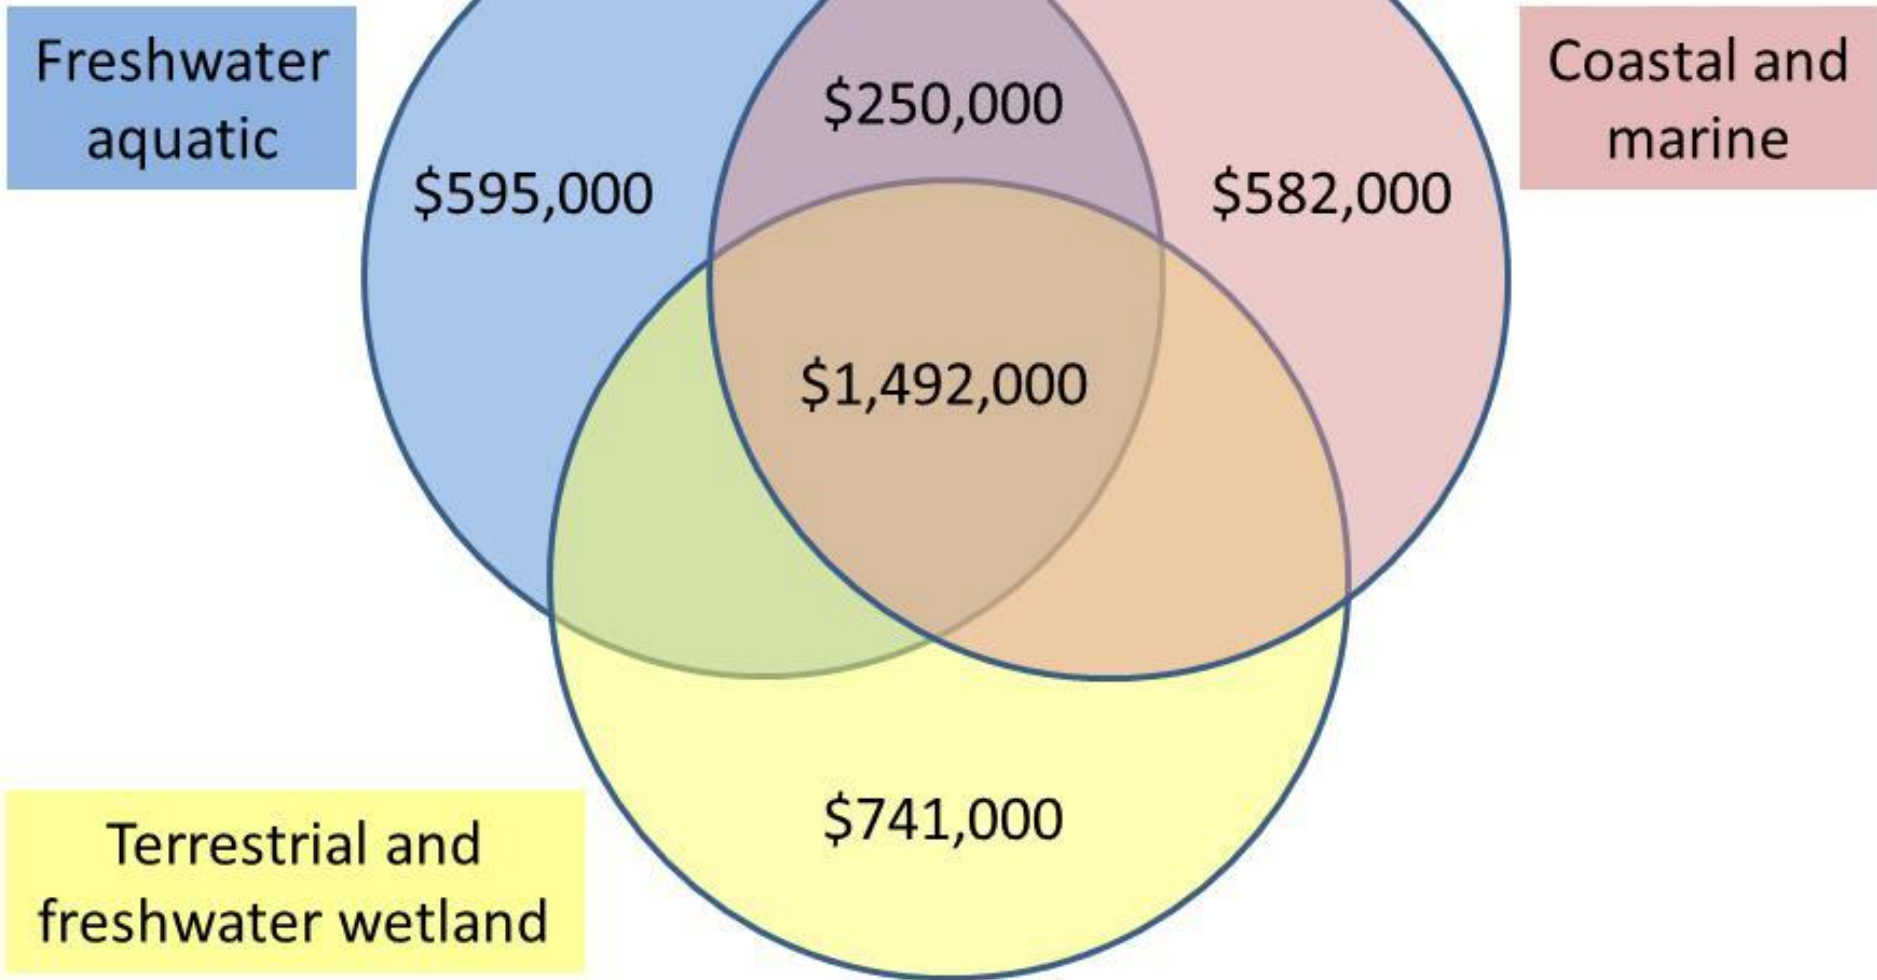 Freshwater
aquatic
Coastal and
marine
$250,000
$595,000
$582,000
$1,492,000
$741,000
Terrestrial and
freshwater wetland